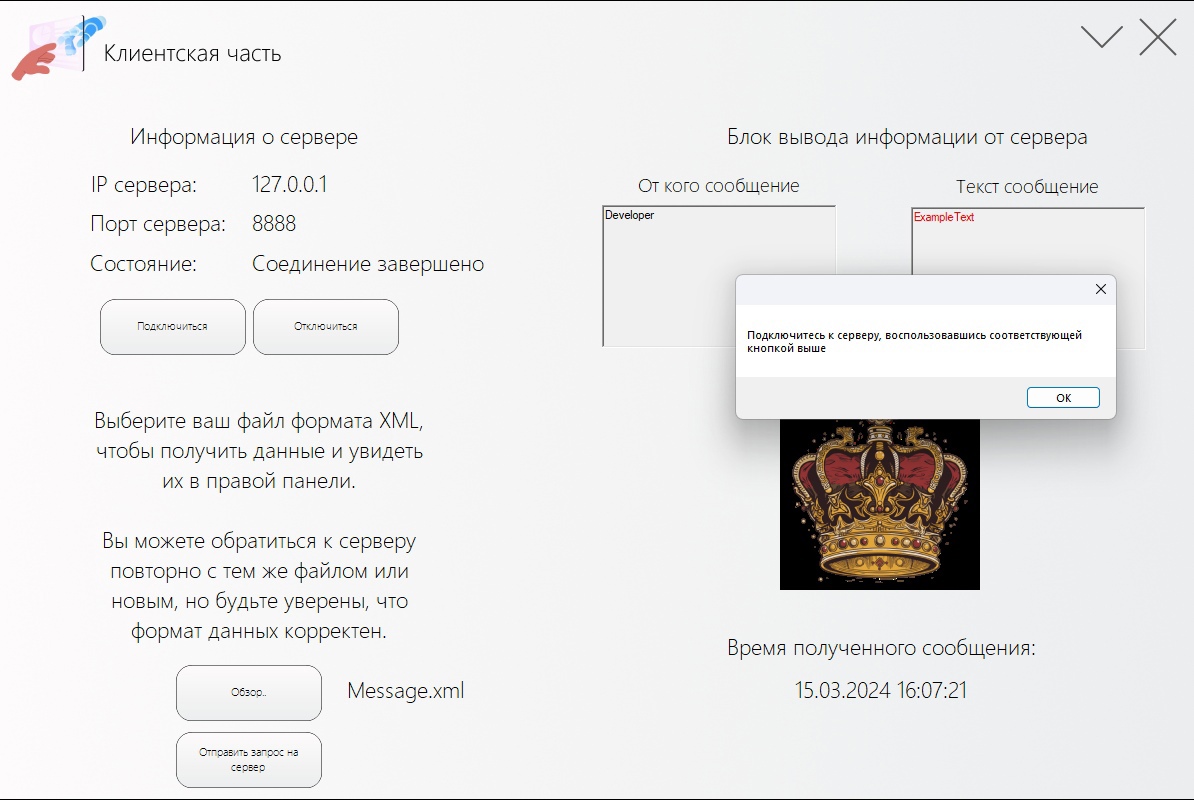 Клиентская часть
Информация о сервере
IP сервера: 127.0.0.1
Порт сервера: 8888
Состояние: Соединение завершено
Подключиться
Отключиться
Выберите ваш файл формата XML,
чтобы получить данные и увидеть
их в правой панели.
Вы можете обратиться к серверу
повторно с тем же файлом или
новым, но будьте уверены, что
формат данных корректен.
Обзор..
Message.xml
Отправить запрос на
сервер
Блок вывода информации от сервера
От кого сообщение
Текст сообщение
Developer
ExampleText
Подключитесь к серверу, воспользовавшись соответствующей
кнопкой выше
OK
Время полученного сообщения:
15.03.2024 16:07:21